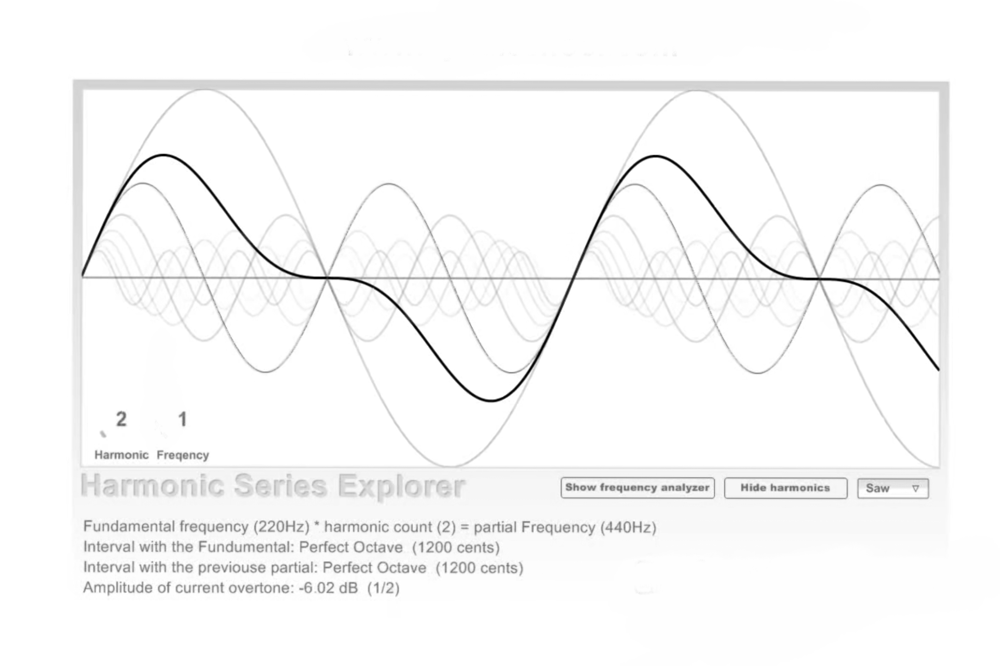 2 1
Harmonic Freqency
Harmonic Series Explorer
Show frequency analyzer Hide harmonics Saw
Fundamental frequency (220Hz) * harmonic count (2) = partial Frequency (440Hz)
Interval with the Fundumental: Perfect Octave (1200 cents)
Interval with the previouse partial: Perfect Octave (1200 cents)
Amplitude of current overtone: -6.02 dB (1/2)